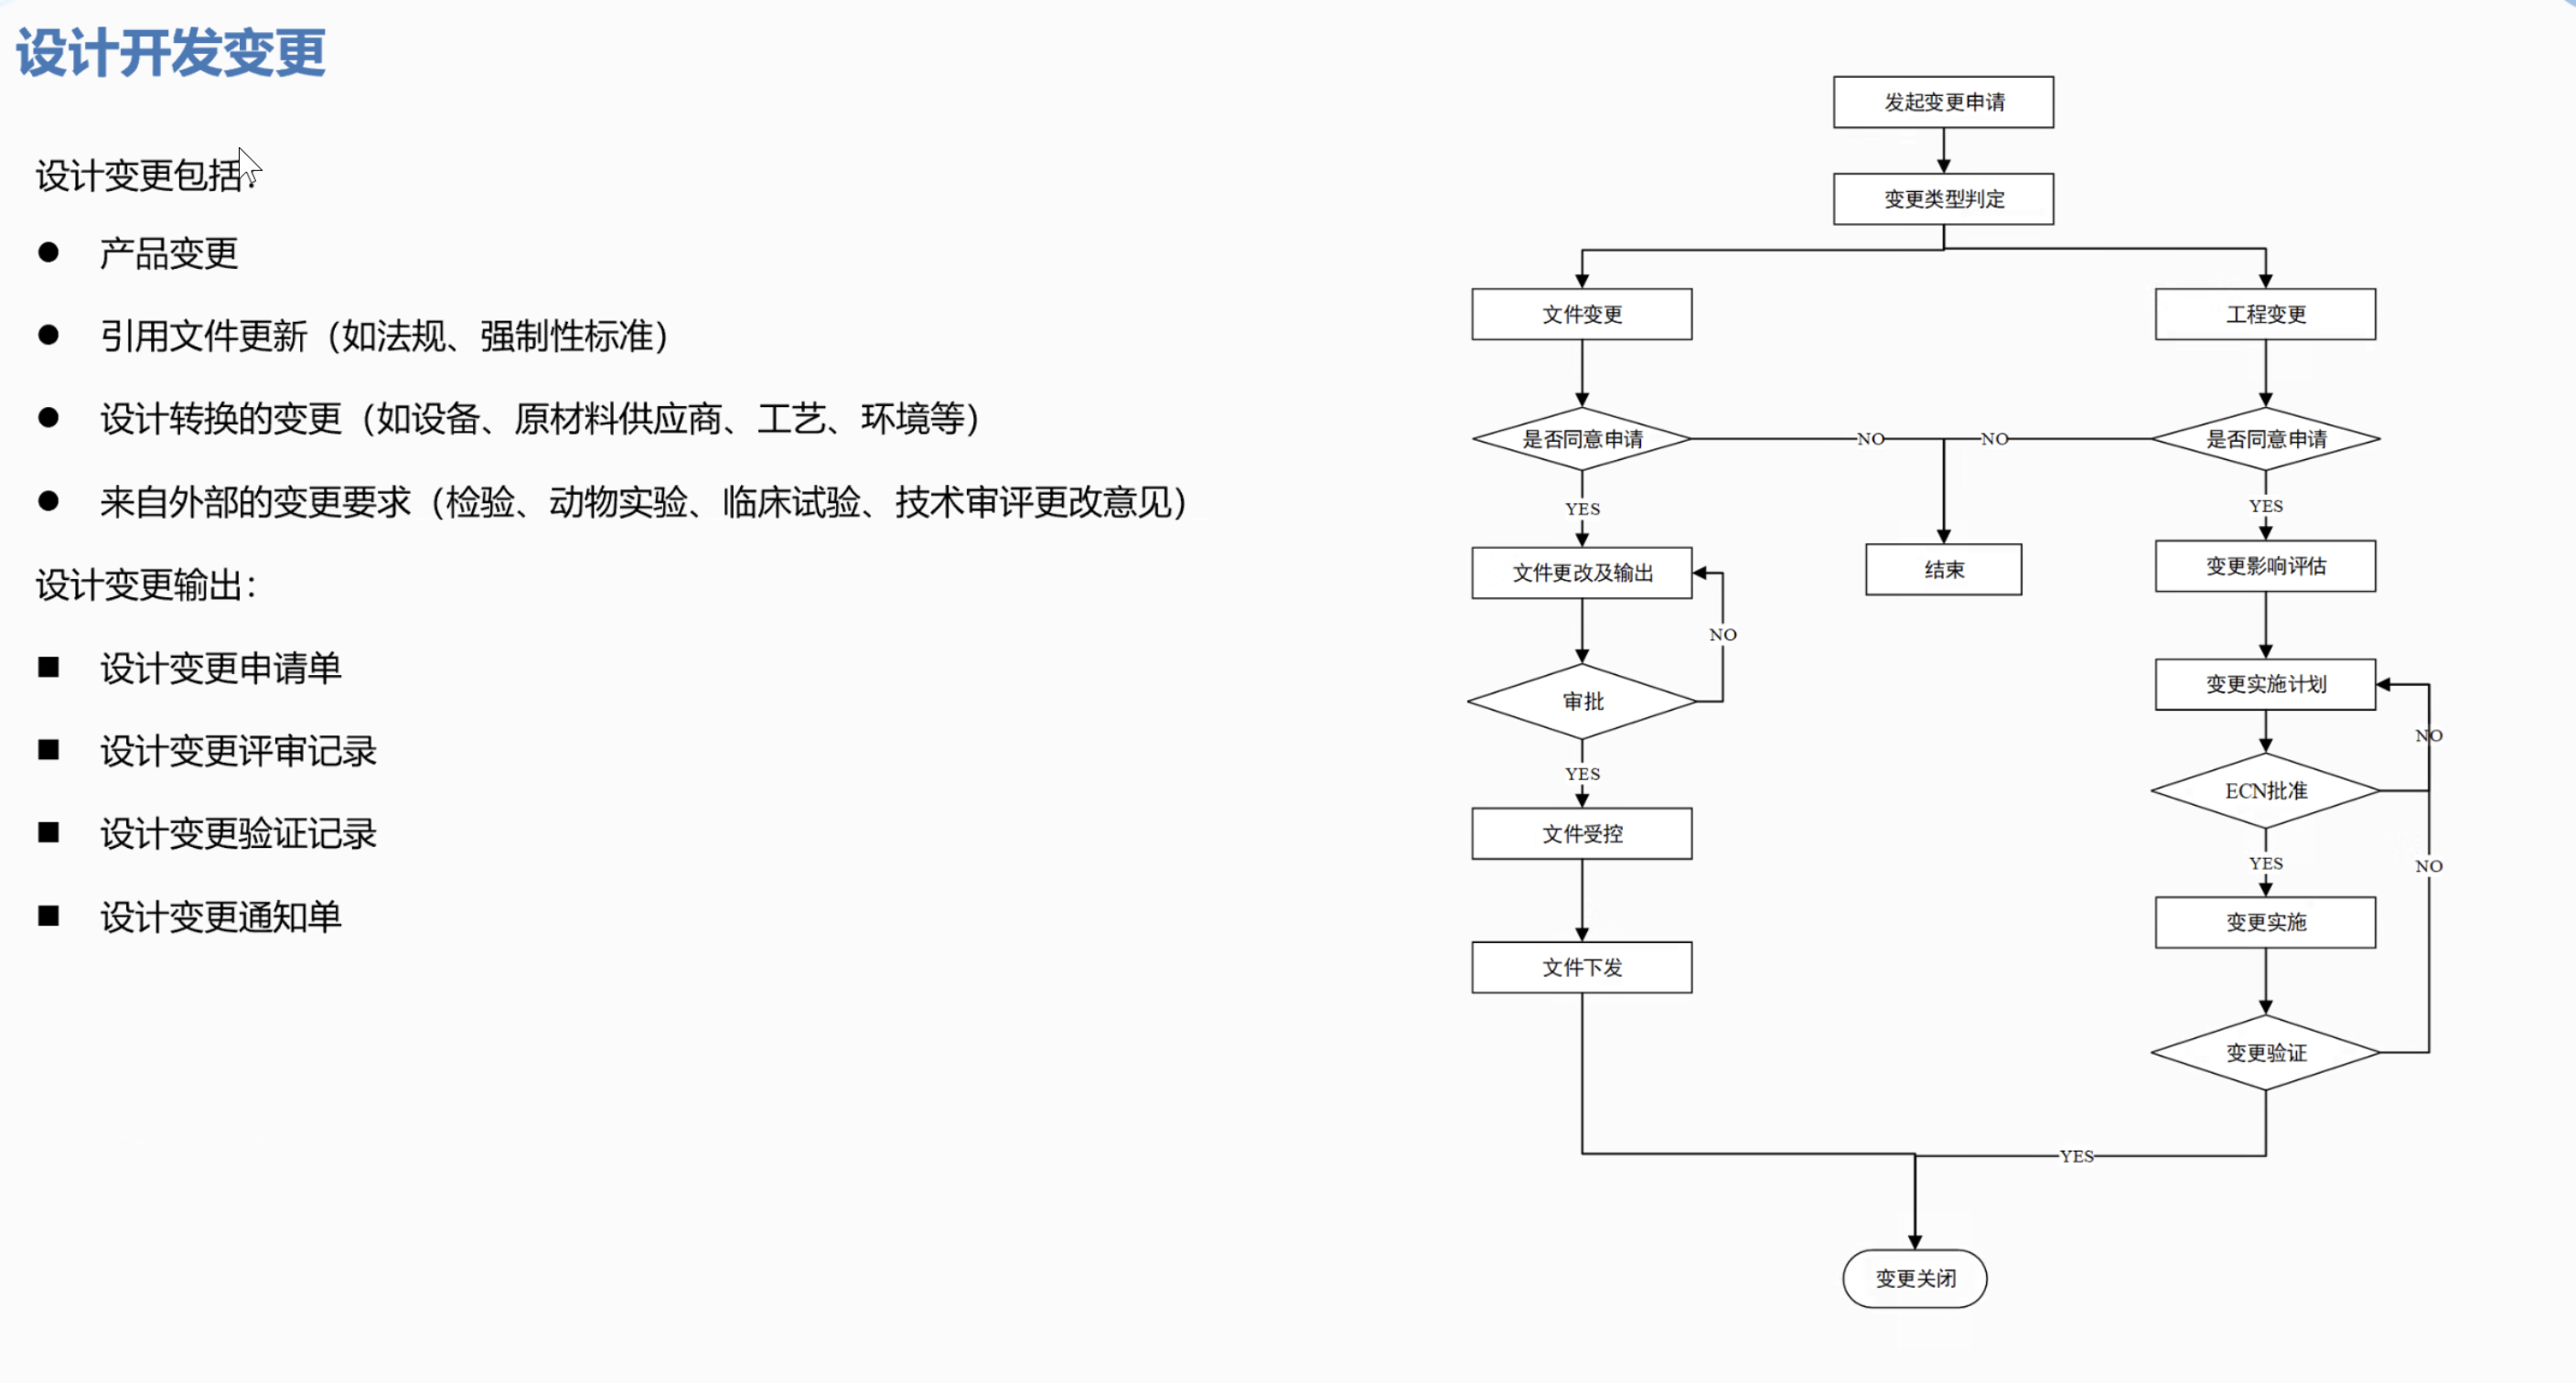 设计开发变更
设计变更包括：
● 产品变更
● 引用文件更新（如法规、强制性标准）
● 设计转换的变更（如设备、原材料供应商、工艺、环境等）
● 来自外部的变更要求（检验、动物实验、临床试验、技术审评更改意见）
设计变更输出：
■ 设计变更申请单
■ 设计变更评审记录
■ 设计变更验证记录
■ 设计变更通知单
发起变更申请
变更类型判定
文件变更
是否同意申请
NO
YES
文件更改及输出
NO
审批
YES
文件受控
文件下发
结束
工程变更
是否同意申请
NO
YES
变更影响评估
变更实施计划
NO
ECN批准
YES
NO
变更实施
变更验证
YES
变更关闭